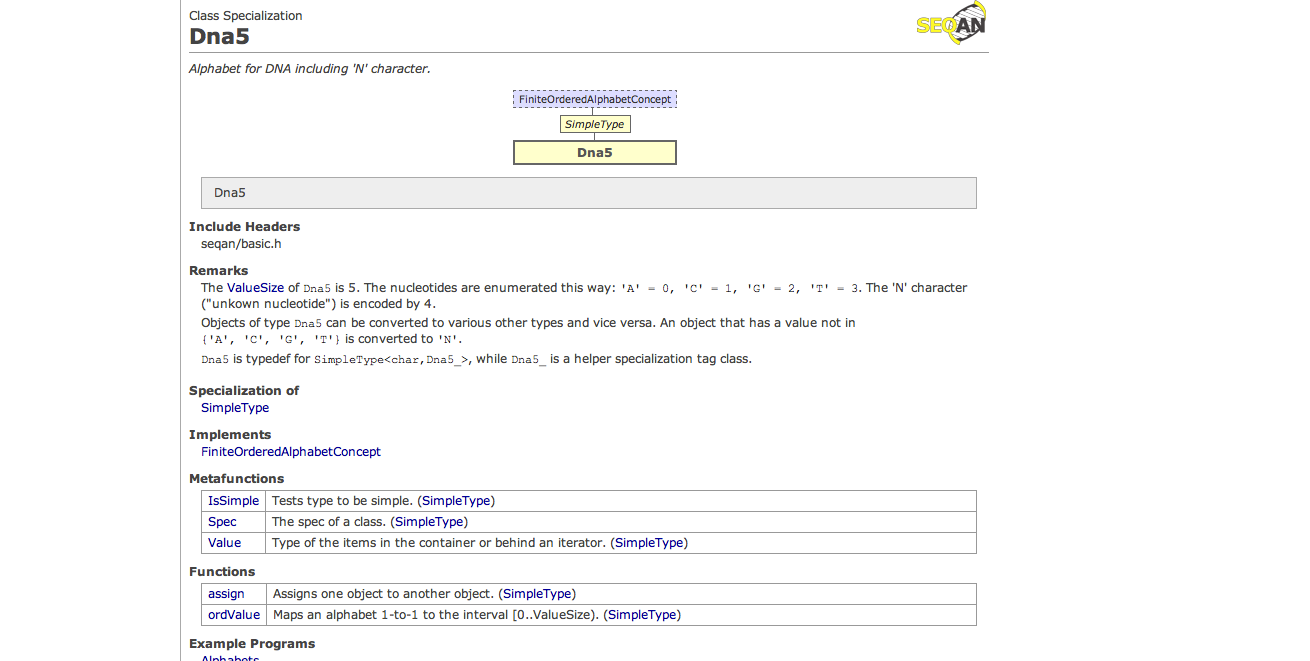 Class Specialization
Dna5
SEQAN
Alphabet for DNA including 'N' character.
FiniteOrderedAlphabetConcept
SimpleType
Dna5
Dna5
Include Headers
seqan/basic.h
Remarks
The ValueSize of Dna5 is 5. The nucleotides are enumerated this way: 'A' = 0, 'C' = 1, 'G' = 2, 'T' = 3. The 'N' character
("unkown nucleotide") is encoded by 4.
Objects of type Dna5 can be converted to various other types and vice versa. An object that has a value not in
{'A', 'C', 'G', 'T'} is converted to 'N'.
Dna5 is typedef for SimpleType<char,Dna5_>, while Dna5_ is a helper specialization tag class.
Specialization of
SimpleType
Implements
FiniteOrderedAlphabetConcept
Metafunctions
IsSimple Tests type to be simple. (SimpleType)
Spec The spec of a class. (SimpleType)
Value Type of the items in the container or behind an iterator. (SimpleType)
Functions
assign Assigns one object to another object. (SimpleType)
ordValue Maps an alphabet 1-to-1 to the interval [0..ValueSize). (SimpleType)
Example Programs
Alphabets